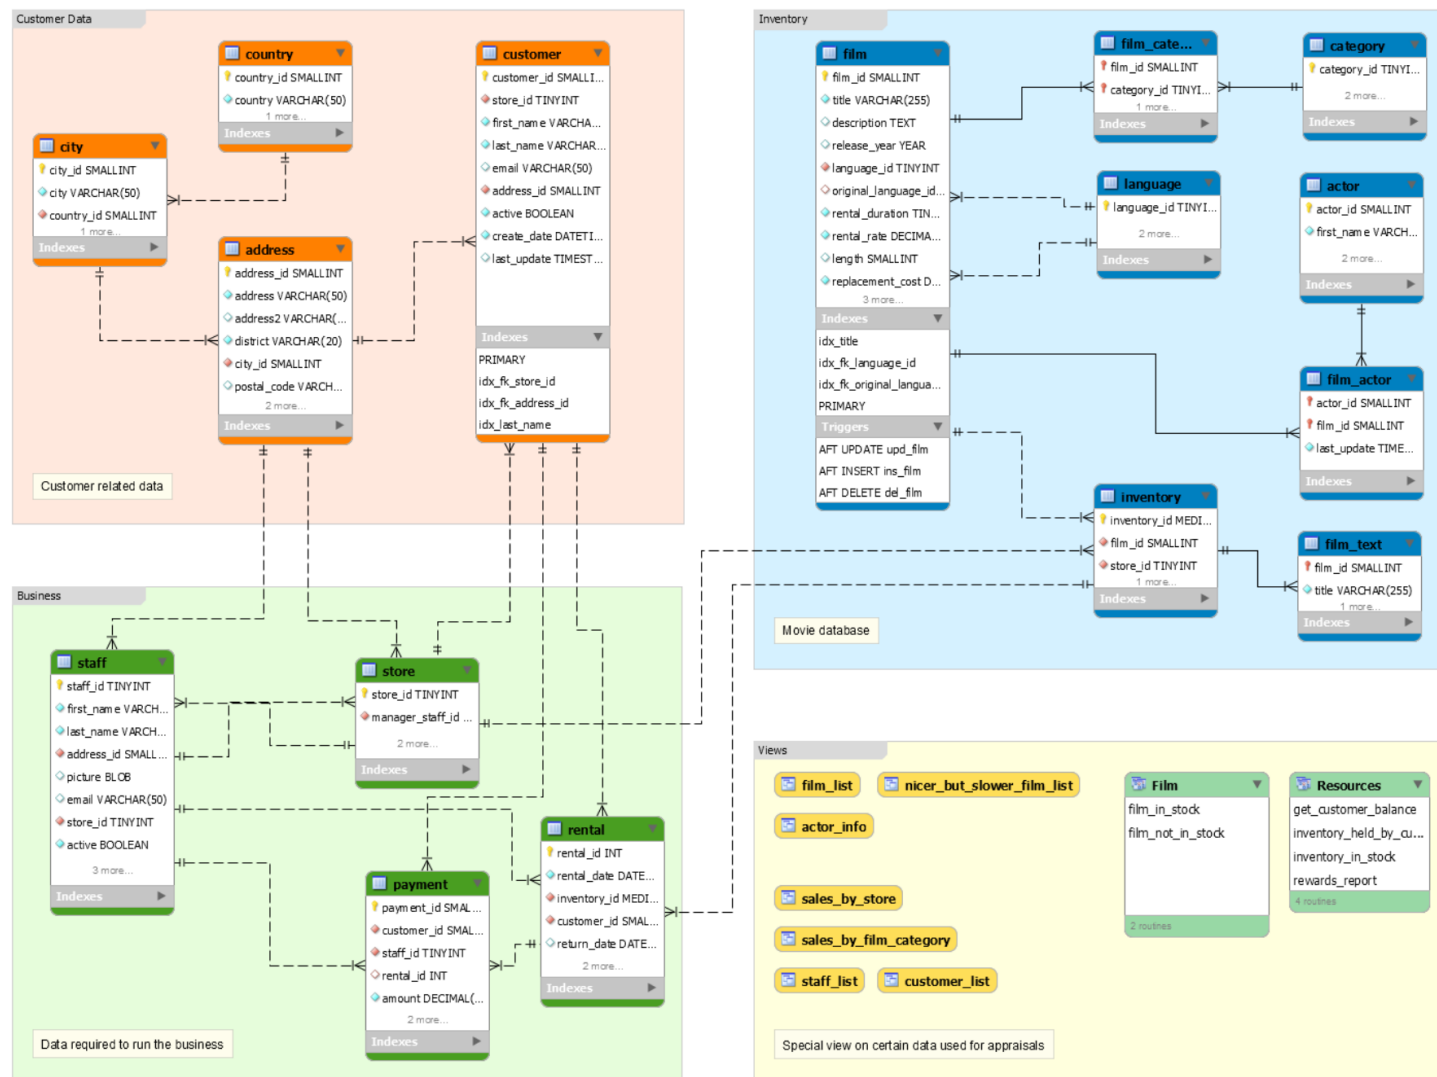 Customer Data
country
country_id SMALLINT
country VARCHAR(50)
1 more...
Indexes
city
city_id SMALLINT
city VARCHAR(50)
country_id SMALLINT
1 more...
Indexes
address
address_id SMALLINT
address VARCHAR(50)
address2 VARCHAR(...
district VARCHAR(20)
city_id SMALLINT
postal_code VARCH...
2 more...
Indexes
customer
customer_id SMALLI...
store_id TINYINT
first_name VARCHA...
last_name VARCHAR...
email VARCHAR(50)
address_id SMALLINT
active BOOLEAN
create_date DATETI...
last_update TIMEST...
Indexes
PRIMARY
idx_fk_store_id
idx_fk_address_id
idx_last_name
Customer related data
Inventory
film
film_id SMALLINT
title VARCHAR(255)
description TEXT
release_year YEAR
language_id TINYINT
original_language_id...
rental_duration TIN...
rental_rate DECIMA...
length SMALLINT
replacement_cost D...
3 more...
Indexes
idx_title
idx_fk_language_id
idx_fk_original_langua...
PRIMARY
Triggers
AFT UPDATE upd_film
AFT INSERT ins_film
AFT DELETE del_film
film_cate...
film_id SMALLINT
category_id TINYI...
1 more...
Indexes
category
category_id TINYI...
2 more...
Indexes
language
language_id TINYI...
2 more...
Indexes
actor
actor_id SMALLINT
first_name VARCH...
2 more...
Indexes
film_actor
actor_id SMALLINT
film_id SMALLINT
last_update TIME...
Indexes
inventory
inventory_id MEDI...
film_id SMALLINT
store_id TINYINT
1 more...
Indexes
film_text
film_id SMALLINT
title VARCHAR(255)
1 more...
Indexes
Movie database
Business
staff
staff_id TINYINT
first_name VARCH...
last_name VARCH...
address_id SMALL...
picture BLOB
email VARCHAR(50)
store_id TINYINT
active BOOLEAN
3 more...
Indexes
store
store_id TINYINT
manager_staff_id ...
2 more...
Indexes
payment
payment_id SMAL...
customer_id SMAL...
staff_id TINYINT
rental_id INT
amount DECIMAL(...
2 more...
Indexes
rental
rental_id INT
rental_date DATE...
inventory_id MEDI...
customer_id SMAL...
return_date DATE...
2 more...
Indexes
Data required to run the business
Views
film_list
nicer_but_slower_film_list
actor_info
sales_by_store
sales_by_film_category
staff_list
customer_list
Film
film_in_stock
film_not_in_stock
2 routines
Resources
get_customer_balance
inventory_held_by_cu...
inventory_in_stock
rewards_report
4 routines
Special view on certain data used for appraisals